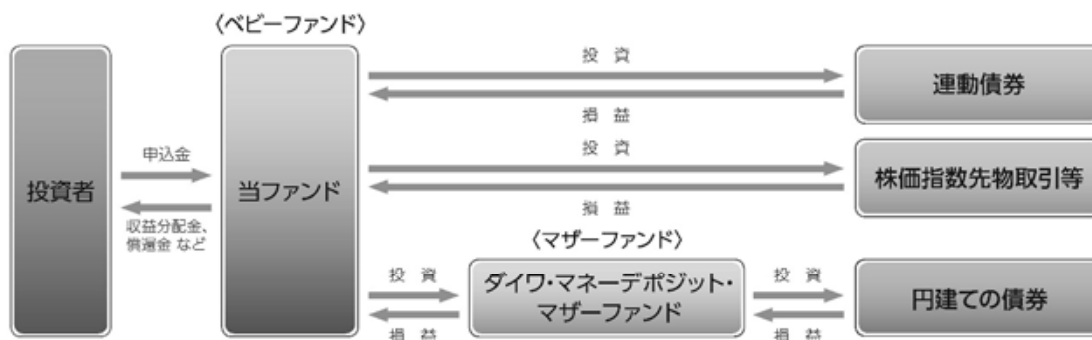 〈ベビーファンド〉
投資者
申込金
収益分配金、
償還金 など
当ファンド
投 資
損 益
連動債券
投 資
損 益
株価指数先物取引等
〈マザーファンド〉
投 資
損 益
ダイワ・マネーデポジット・
マザーファンド
投 資
損 益
円建ての債券